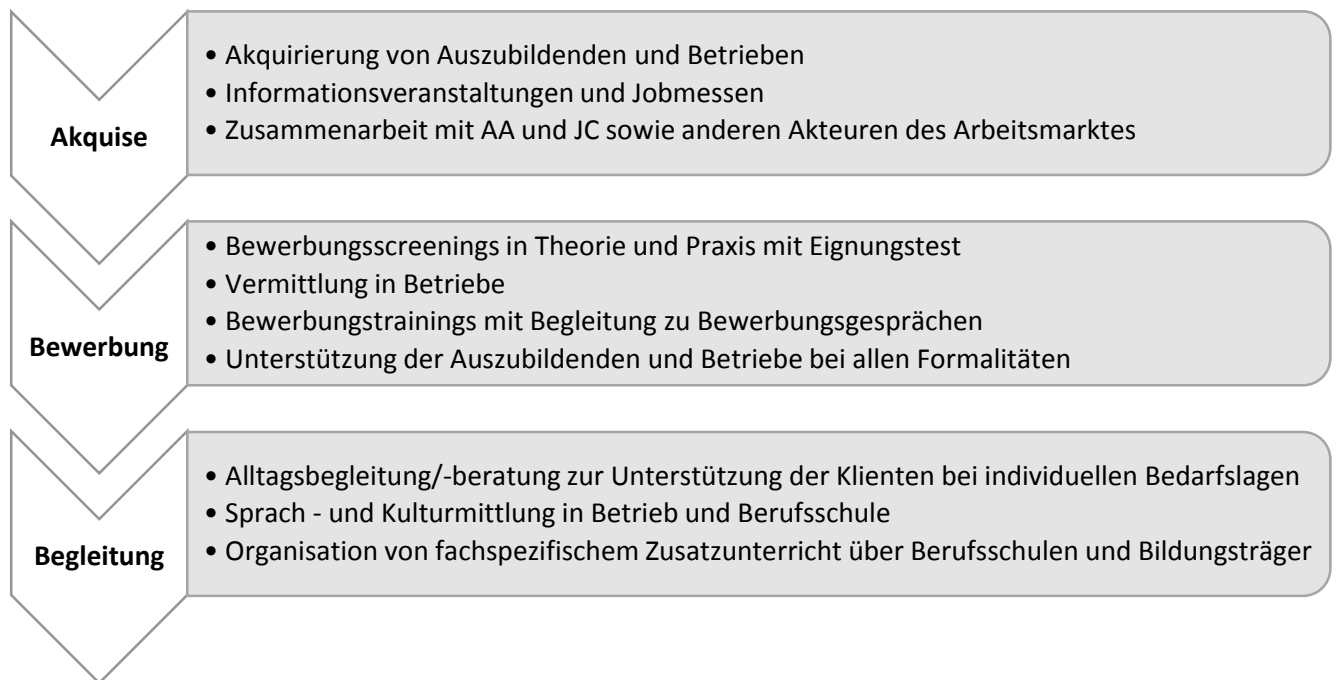 Akquise
• Akquirierung von Auszubildenden und Betrieben
• Informationsveranstaltungen und Jobmessen
• Zusammenarbeit mit AA und JC sowie anderen Akteuren des Arbeitsmarktes
Bewerbung
• Bewerbungsscreenings in Theorie und Praxis mit Eignungstest
• Vermittlung in Betriebe
• Bewerbungstrainings mit Begleitung zu Bewerbungsgesprächen
• Unterstützung der Auszubildenden und Betriebe bei allen Formalitäten
Begleitung
• Alltagsbegleitung/-beratung zur Unterstützung der Klienten bei individuellen Bedarfslagen
• Sprach - und Kulturmittlung in Betrieb und Berufsschule
• Organisation von fachspezifischem Zusatzunterricht über Berufsschulen und Bildungsträger